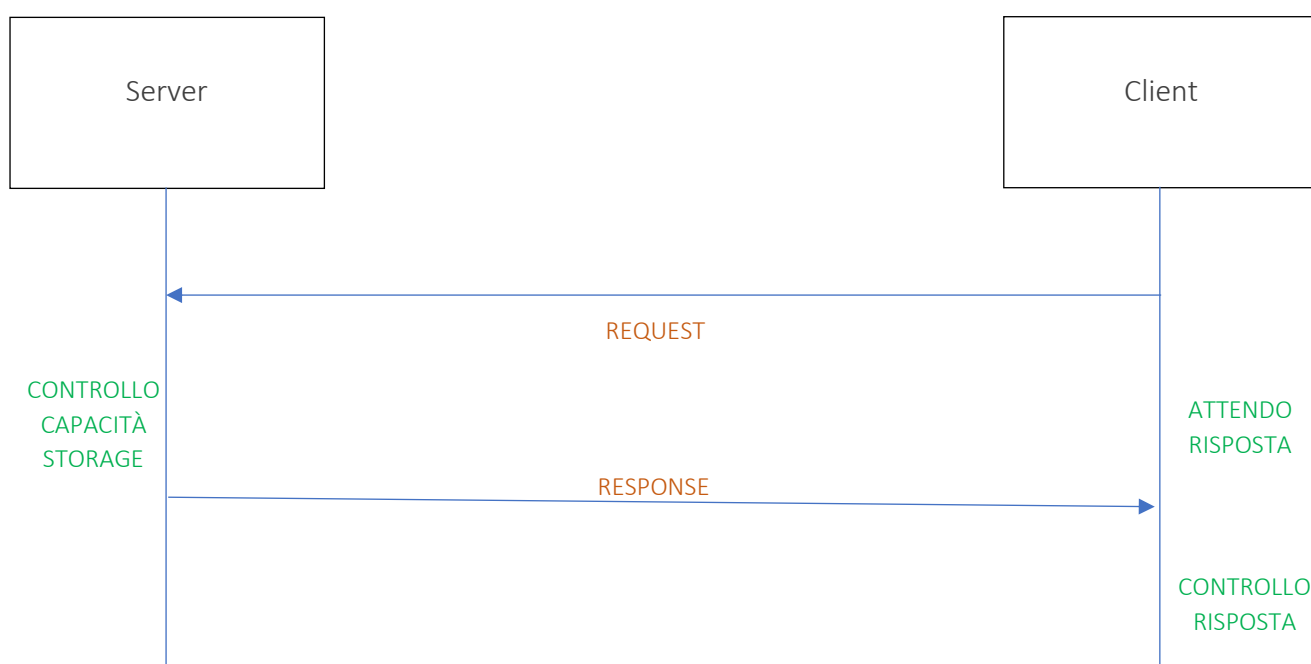 Server
Client
REQUEST
CONTROLLO
CAPACITÀ
STORAGE
ATTENDO
RISPOSTA
RESPONSE
CONTROLLO
RISPOSTA